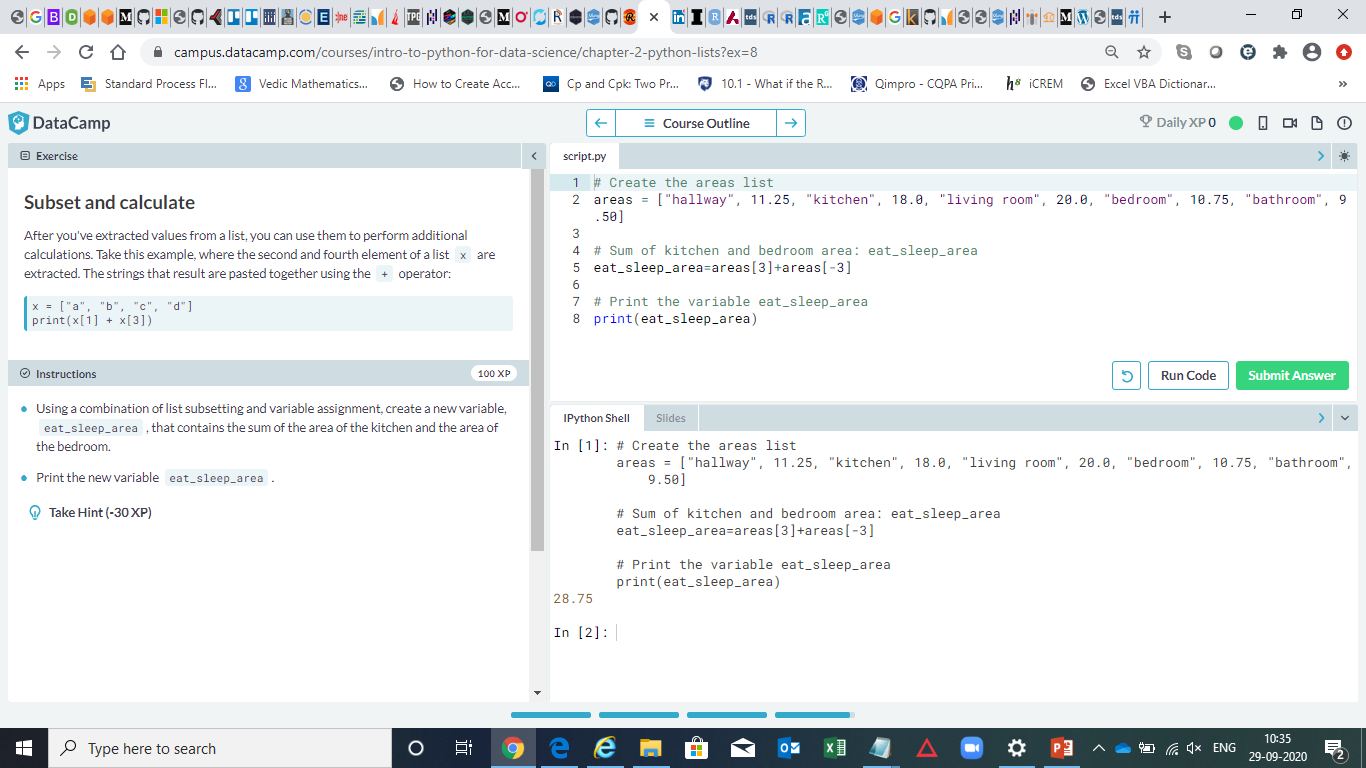 campus.datacamp.com/courses/intro-to-python-for-data-science/chapter-2-python-lists?ex=8
Apps Standard Process Fl... Vedic Mathematics... How to Create Acc... Cp and Cpk: Two Pr... 10.1 - What if the R... Qimpro - CQPA Pri... iCREM Excel VBA Dictionar... »
DataCamp
Course Outline
Daily XP 0
Exercise
Subset and calculate
After you've extracted values from a list, you can use them to perform additional
calculations. Take this example, where the second and fourth element of a list x are
extracted. The strings that result are pasted together using the + operator:
x = ["a", "b", "c", "d"]
print(x[1] + x[3])
Instructions 100 XP
Using a combination of list subsetting and variable assignment, create a new variable,
eat_sleep_area , that contains the sum of the area of the kitchen and the area of
the bedroom.
Print the new variable eat_sleep_area .
Take Hint (-30 XP)
script.py
1 # Create the areas list
2 areas = ["hallway", 11.25, "kitchen", 18.0, "living room", 20.0, "bedroom", 10.75, "bathroom", 9
.50]
3
4 # Sum of kitchen and bedroom area: eat_sleep_area
5 eat_sleep_area=areas[3]+areas[-3]
6
7 # Print the variable eat_sleep_area
8 print(eat_sleep_area)
Run Code Submit Answer
IPython Shell Slides
In [1]: # Create the areas list
areas = ["hallway", 11.25, "kitchen", 18.0, "living room", 20.0, "bedroom", 10.75, "bathroom",
9.50]
# Sum of kitchen and bedroom area: eat_sleep_area
eat_sleep_area=areas[3]+areas[-3]
# Print the variable eat_sleep_area
print(eat_sleep_area)
28.75
In [2]:
Type here to search
ENG
10:35
29-09-2020
2